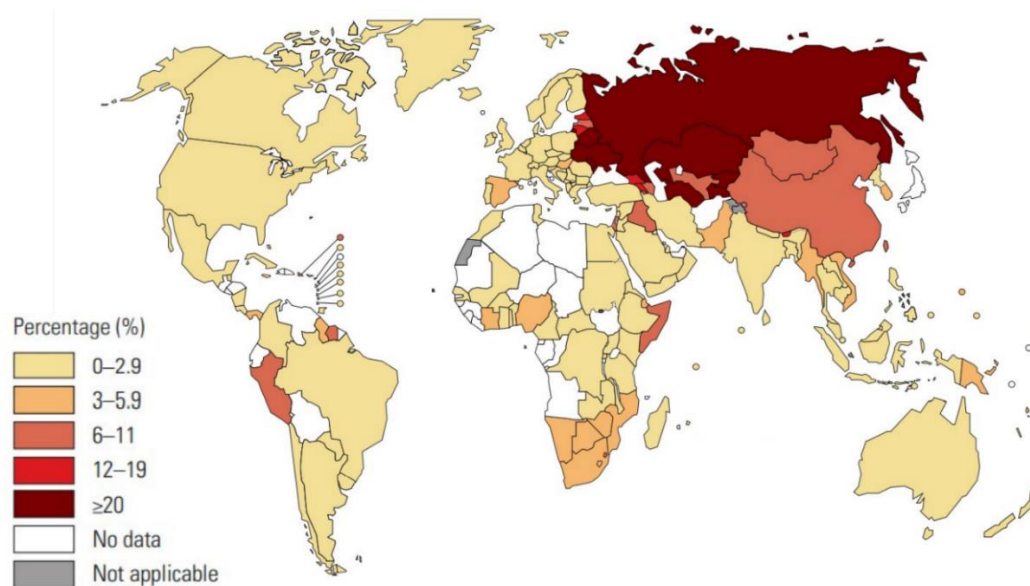 Percentage (%)
0–2.9
3–5.9
6–11
12–19
≥20
No data
Not applicable